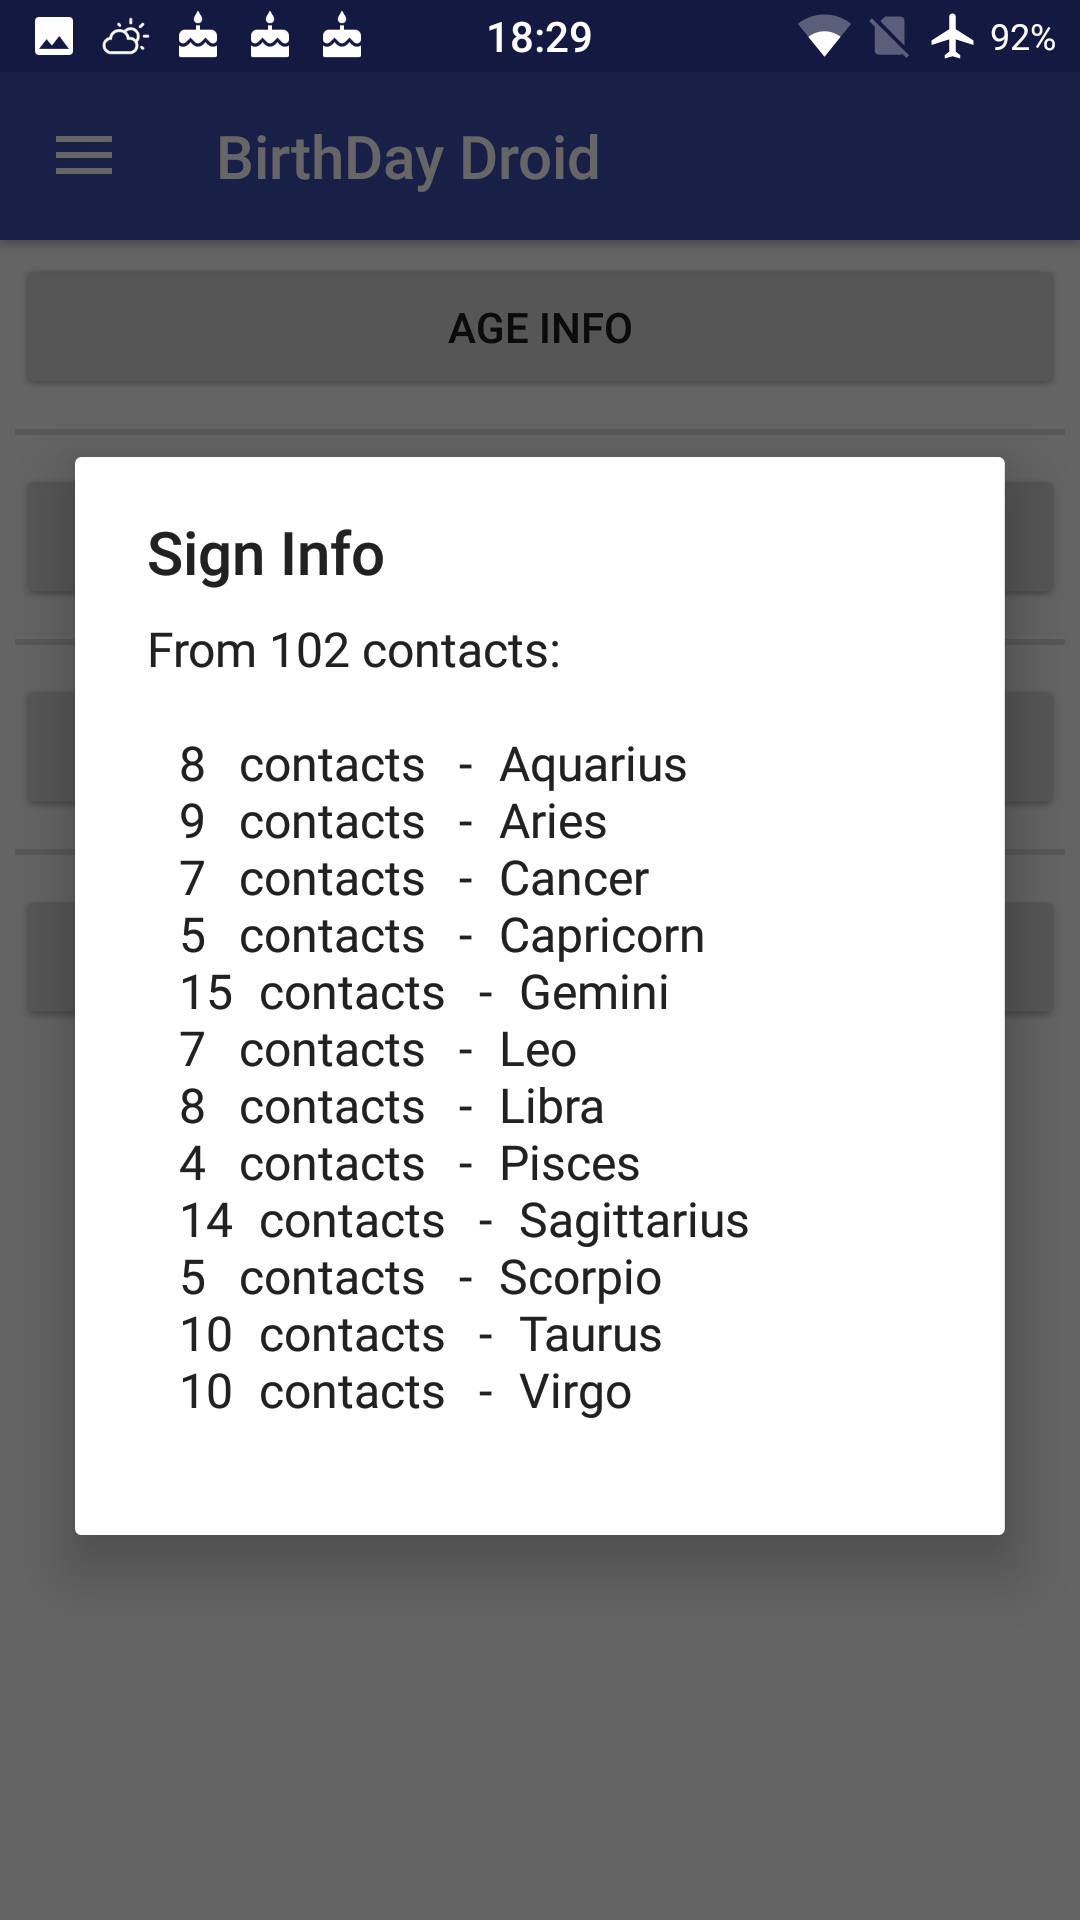 18:29
92%
BirthDay Droid
AGE INFO
Sign Info
From 102 contacts:
8 contacts - Aquarius
9 contacts - Aries
7 contacts - Cancer
5 contacts - Capricorn
15 contacts - Gemini
7 contacts - Leo
8 contacts - Libra
4 contacts - Pisces
14 contacts - Sagittarius
5 contacts - Scorpio
10 contacts - Taurus
10 contacts - Virgo